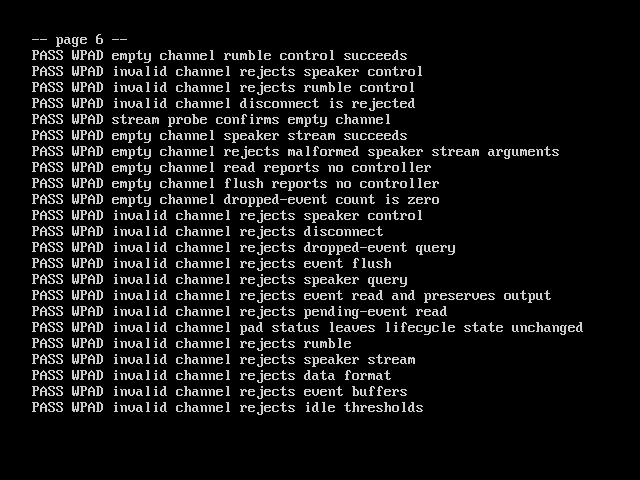 -- page 6 --
PASS WPAD empty channel rumble control succeeds
PASS WPAD invalid channel rejects speaker control
PASS WPAD invalid channel rejects rumble control
PASS WPAD invalid channel disconnect is rejected
PASS WPAD stream probe confirms empty channel
PASS WPAD empty channel speaker stream succeeds
PASS WPAD empty channel rejects malformed speaker stream arguments
PASS WPAD empty channel read reports no controller
PASS WPAD empty channel flush reports no controller
PASS WPAD empty channel dropped-event count is zero
PASS WPAD invalid channel rejects speaker control
PASS WPAD invalid channel rejects disconnect
PASS WPAD invalid channel rejects dropped-event query
PASS WPAD invalid channel rejects event flush
PASS WPAD invalid channel rejects speaker query
PASS WPAD invalid channel rejects event read and preserves output
PASS WPAD invalid channel rejects pending-event read
PASS WPAD invalid channel pad status leaves lifecycle state unchanged
PASS WPAD invalid channel rejects rumble
PASS WPAD invalid channel rejects speaker stream
PASS WPAD invalid channel rejects data format
PASS WPAD invalid channel rejects event buffers
PASS WPAD invalid channel rejects idle thresholds